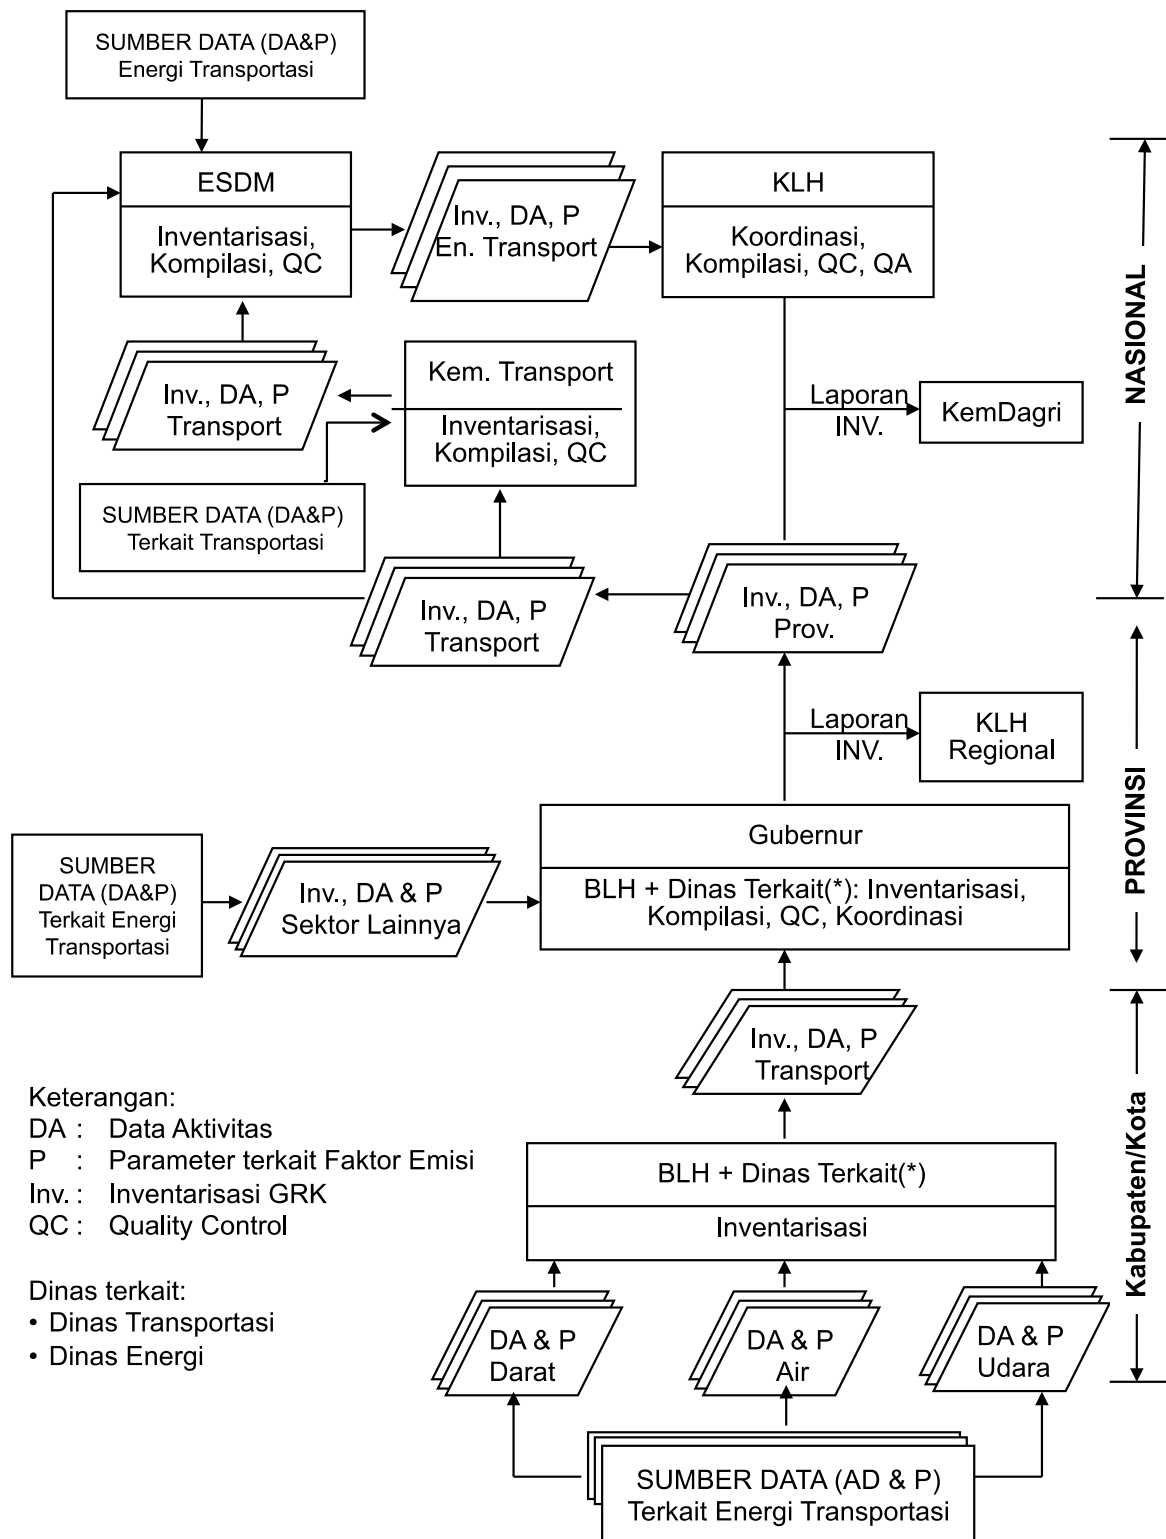 SUMBER DATA (DA&P)
Energi Transportasi
ESDM
Inventarisasi,
Kompilasi, QC
Inv., DA, P
En. Transport
KLH
Koordinasi,
Kompilasi, QC, QA
NASIONAL
Inv., DA, P
Transport
Kem. Transport
Inventarisasi,
Kompilasi, QC
Laporan
INV.
KemDagri
SUMBER DATA (DA&P)
Terkait Transportasi
Inv., DA, P
Transport
Inv., DA, P
Prov.
Laporan
INV.
KLH
Regional
PROVINSI
SUMBER
DATA (DA&P)
Terkait Energi
Transportasi
Inv., DA & P
Sektor Lainnya
Gubernur
BLH + Dinas Terkait(*): Inventarisasi,
Kompilasi, QC, Koordinasi
Inv., DA, P
Transport
Kabupaten/Kota
BLH + Dinas Terkait(*)
Inventarisasi
DA & P
Darat
DA & P
Air
DA & P
Udara
SUMBER DATA (AD & P)
Terkait Energi Transportasi
Keterangan:
DA : Data Aktivitas
P : Parameter terkait Faktor Emisi
Inv. : Inventarisasi GRK
QC : Quality Control
Dinas terkait:
• Dinas Transportasi
• Dinas Energi